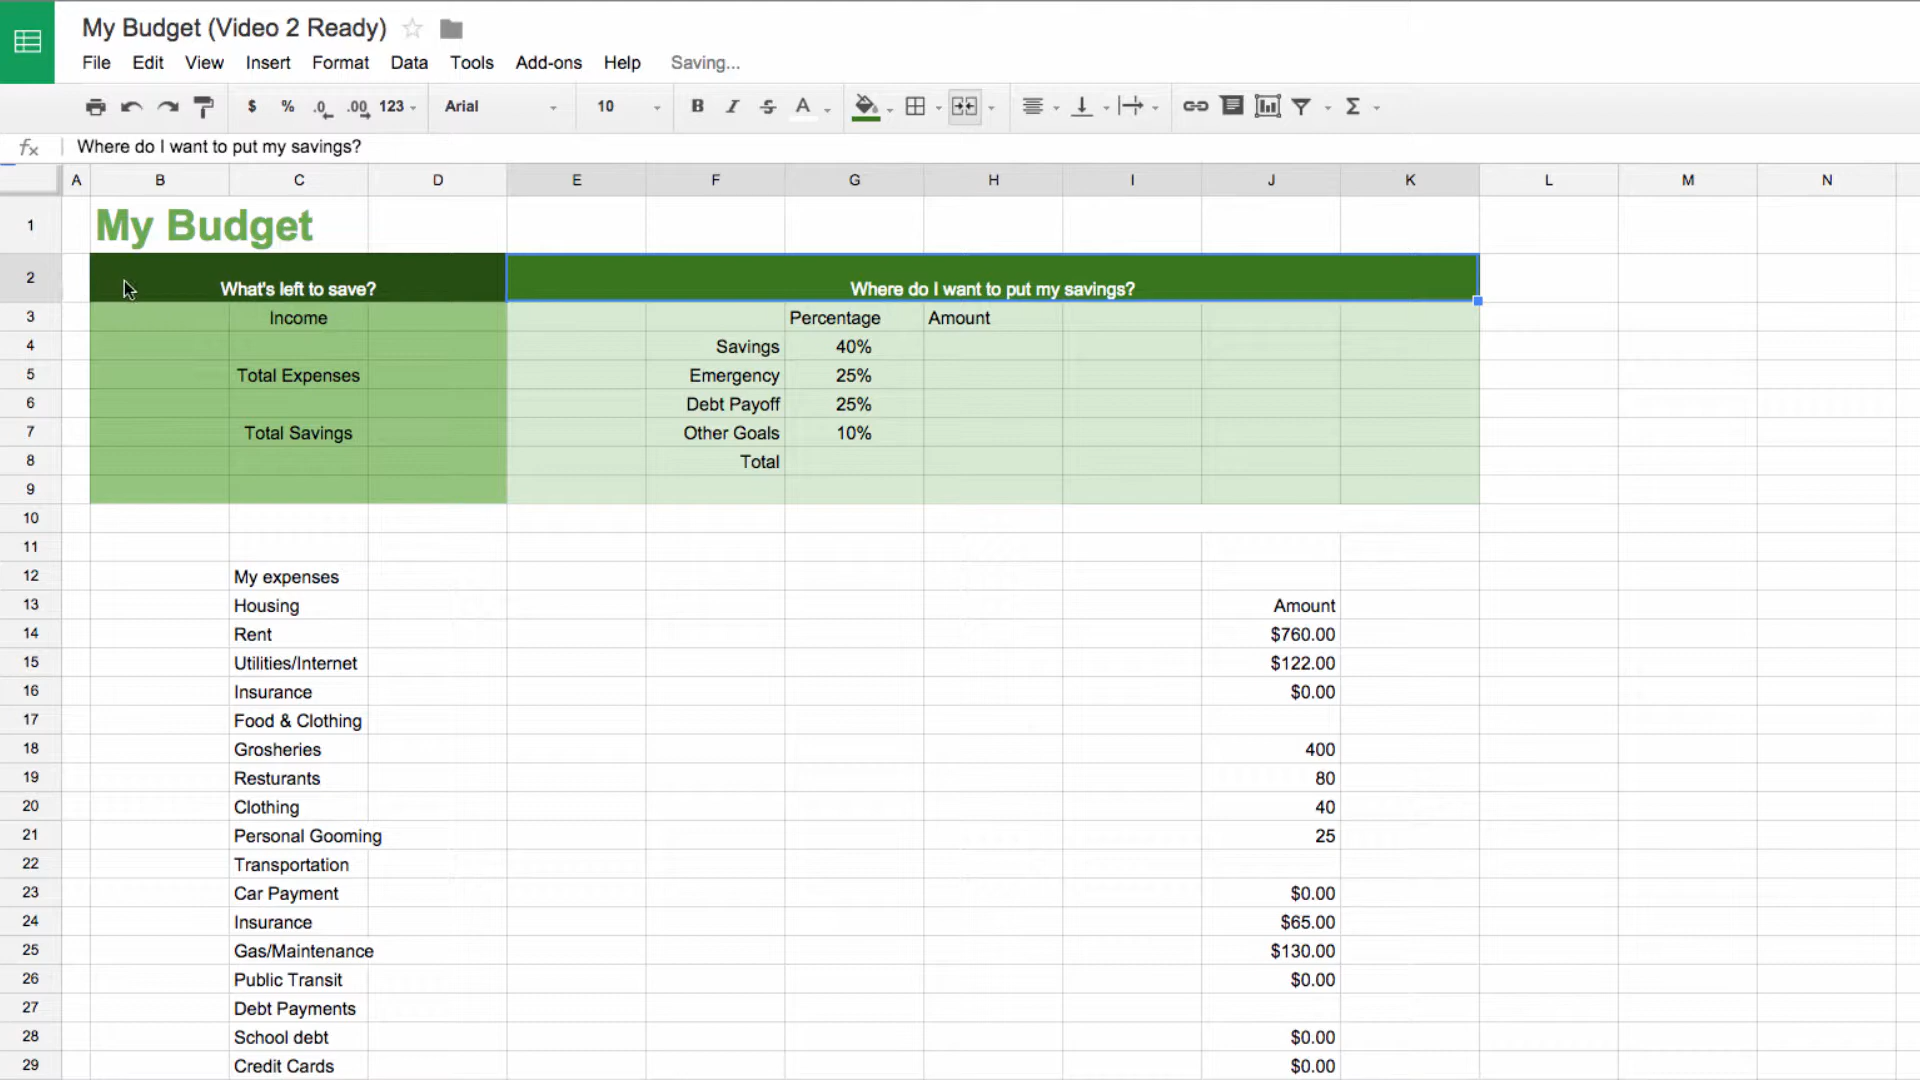 My Budget (Video 2 Ready)
File Edit View Insert Format Data Tools Add-ons Help Saving...
$ % .0 .00 123 Arial 10 B I S A Σ
fx Where do I want to put my savings?
A B C D E F G H I J K L M N
1 My Budget
2 What's left to save? Where do I want to put my savings?
3 Income Percentage Amount
4 Savings 40%
5 Total Expenses Emergency 25%
6 Debt Payoff 25%
7 Total Savings Other Goals 10%
8 Total
9
10
11
12 My expenses
13 Housing Amount
14 Rent $760.00
15 Utilities/Internet $122.00
16 Insurance $0.00
17 Food & Clothing
18 Grosheries 400
19 Resturants 80
20 Clothing 40
21 Personal Gooming 25
22 Transportation
23 Car Payment $0.00
24 Insurance $65.00
25 Gas/Maintenance $130.00
26 Public Transit $0.00
27 Debt Payments
28 School debt $0.00
29 Credit Cards $0.00